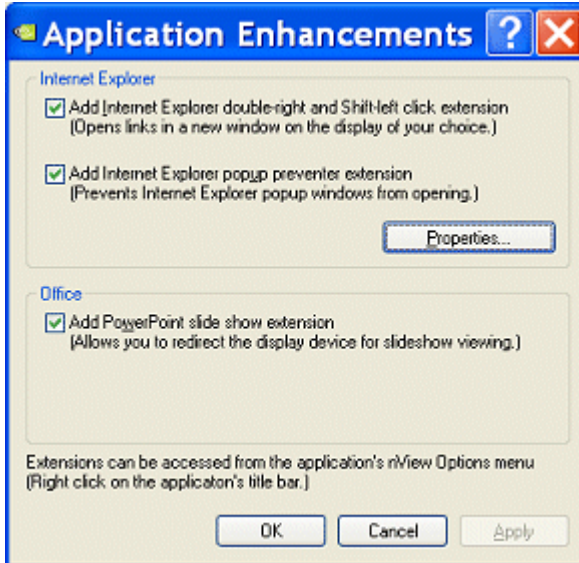 Application Enhancements
Internet Explorer
Add Internet Explorer double-right and Shift-left click extension
(Opens links in a new window on the display of your choice.)
Add Internet Explorer popup preventer extension
(Prevents Internet Explorer popup windows from opening.)
Properties...
Office
Add PowerPoint slide show extension
(Allows you to redirect the display device for slideshow viewing.)
Extensions can be accessed from the application's nView Options menu
(Right click on the applicaton's title bar.)
OK Cancel Apply